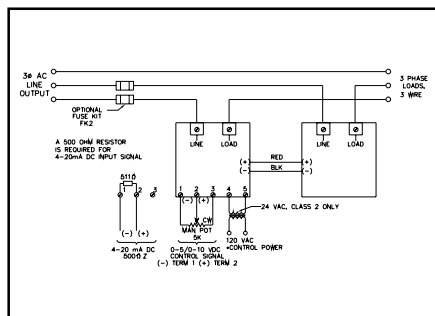 3ø AC
LINE
OUTPUT
3 PHASE
LOADS,
3 WIRE
OPTIONAL
FUSE KIT
FK2
LINE
LOAD
LINE
LOAD
A 500 OHM RESISTOR
IS REQUIRED FOR
4-20mA DC INPUT SIGNAL
(+) RED (+)
(-) BLK (-)
511Ω
1 2 3
1 2 3 4 5
(-) (+)
CW
MAN POT
5K
24 VAC, CLASS 2 ONLY
(-) (+)
4-20 mA DC
500Ω Z
0-5/0-10 VDC
CONTROL SIGNAL
(-) TERM 1 (+) TERM 2
120 VAC
*CONTROL POWER